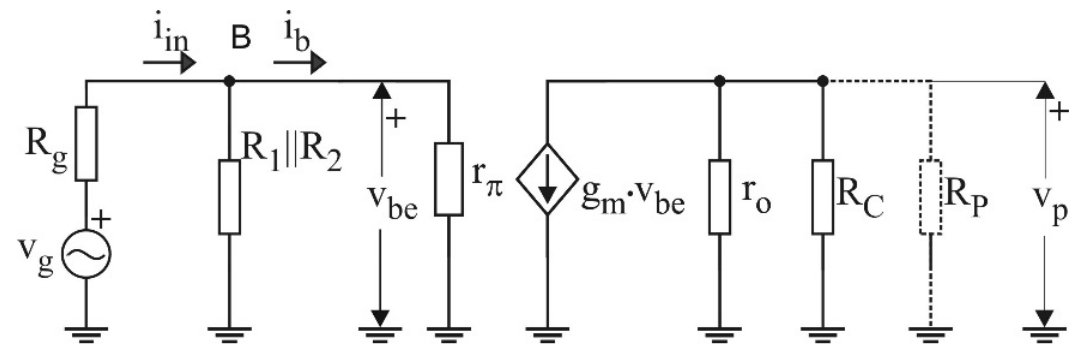 i_in B i_b
R_g + v_g
R_1||R_2
+ v_be
r_π
g_m·v_be
r_o
R_C
R_P
+ v_p